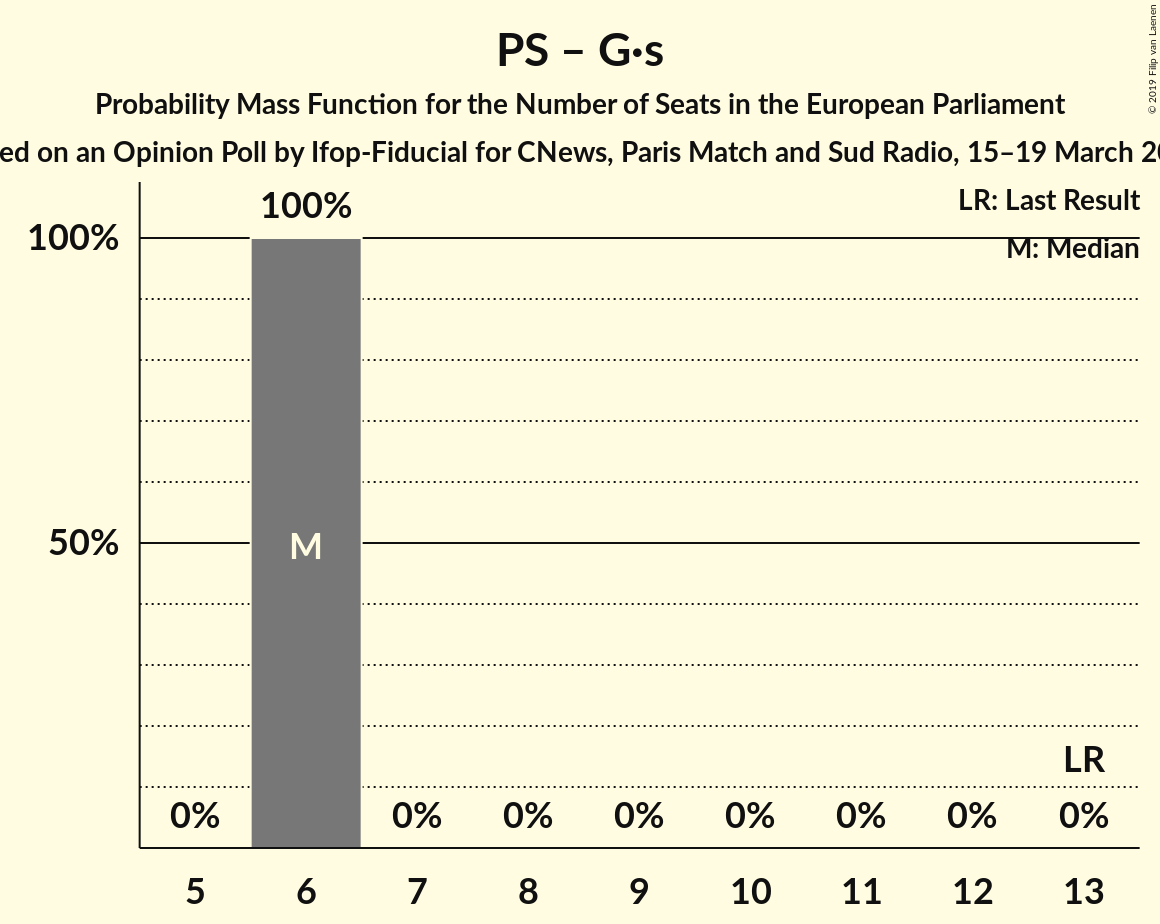 PS – G·s
Probability Mass Function for the Number of Seats in the European Parliament
ed on an Opinion Poll by Ifop-Fiducial for CNews, Paris Match and Sud Radio, 15–19 March 20
© 2019 Filip van Laenen
LR: Last Result
M: Median
100%
100%
50%
M
LR
0% 0% 0% 0% 0% 0% 0% 0%
5 6 7 8 9 10 11 12 13